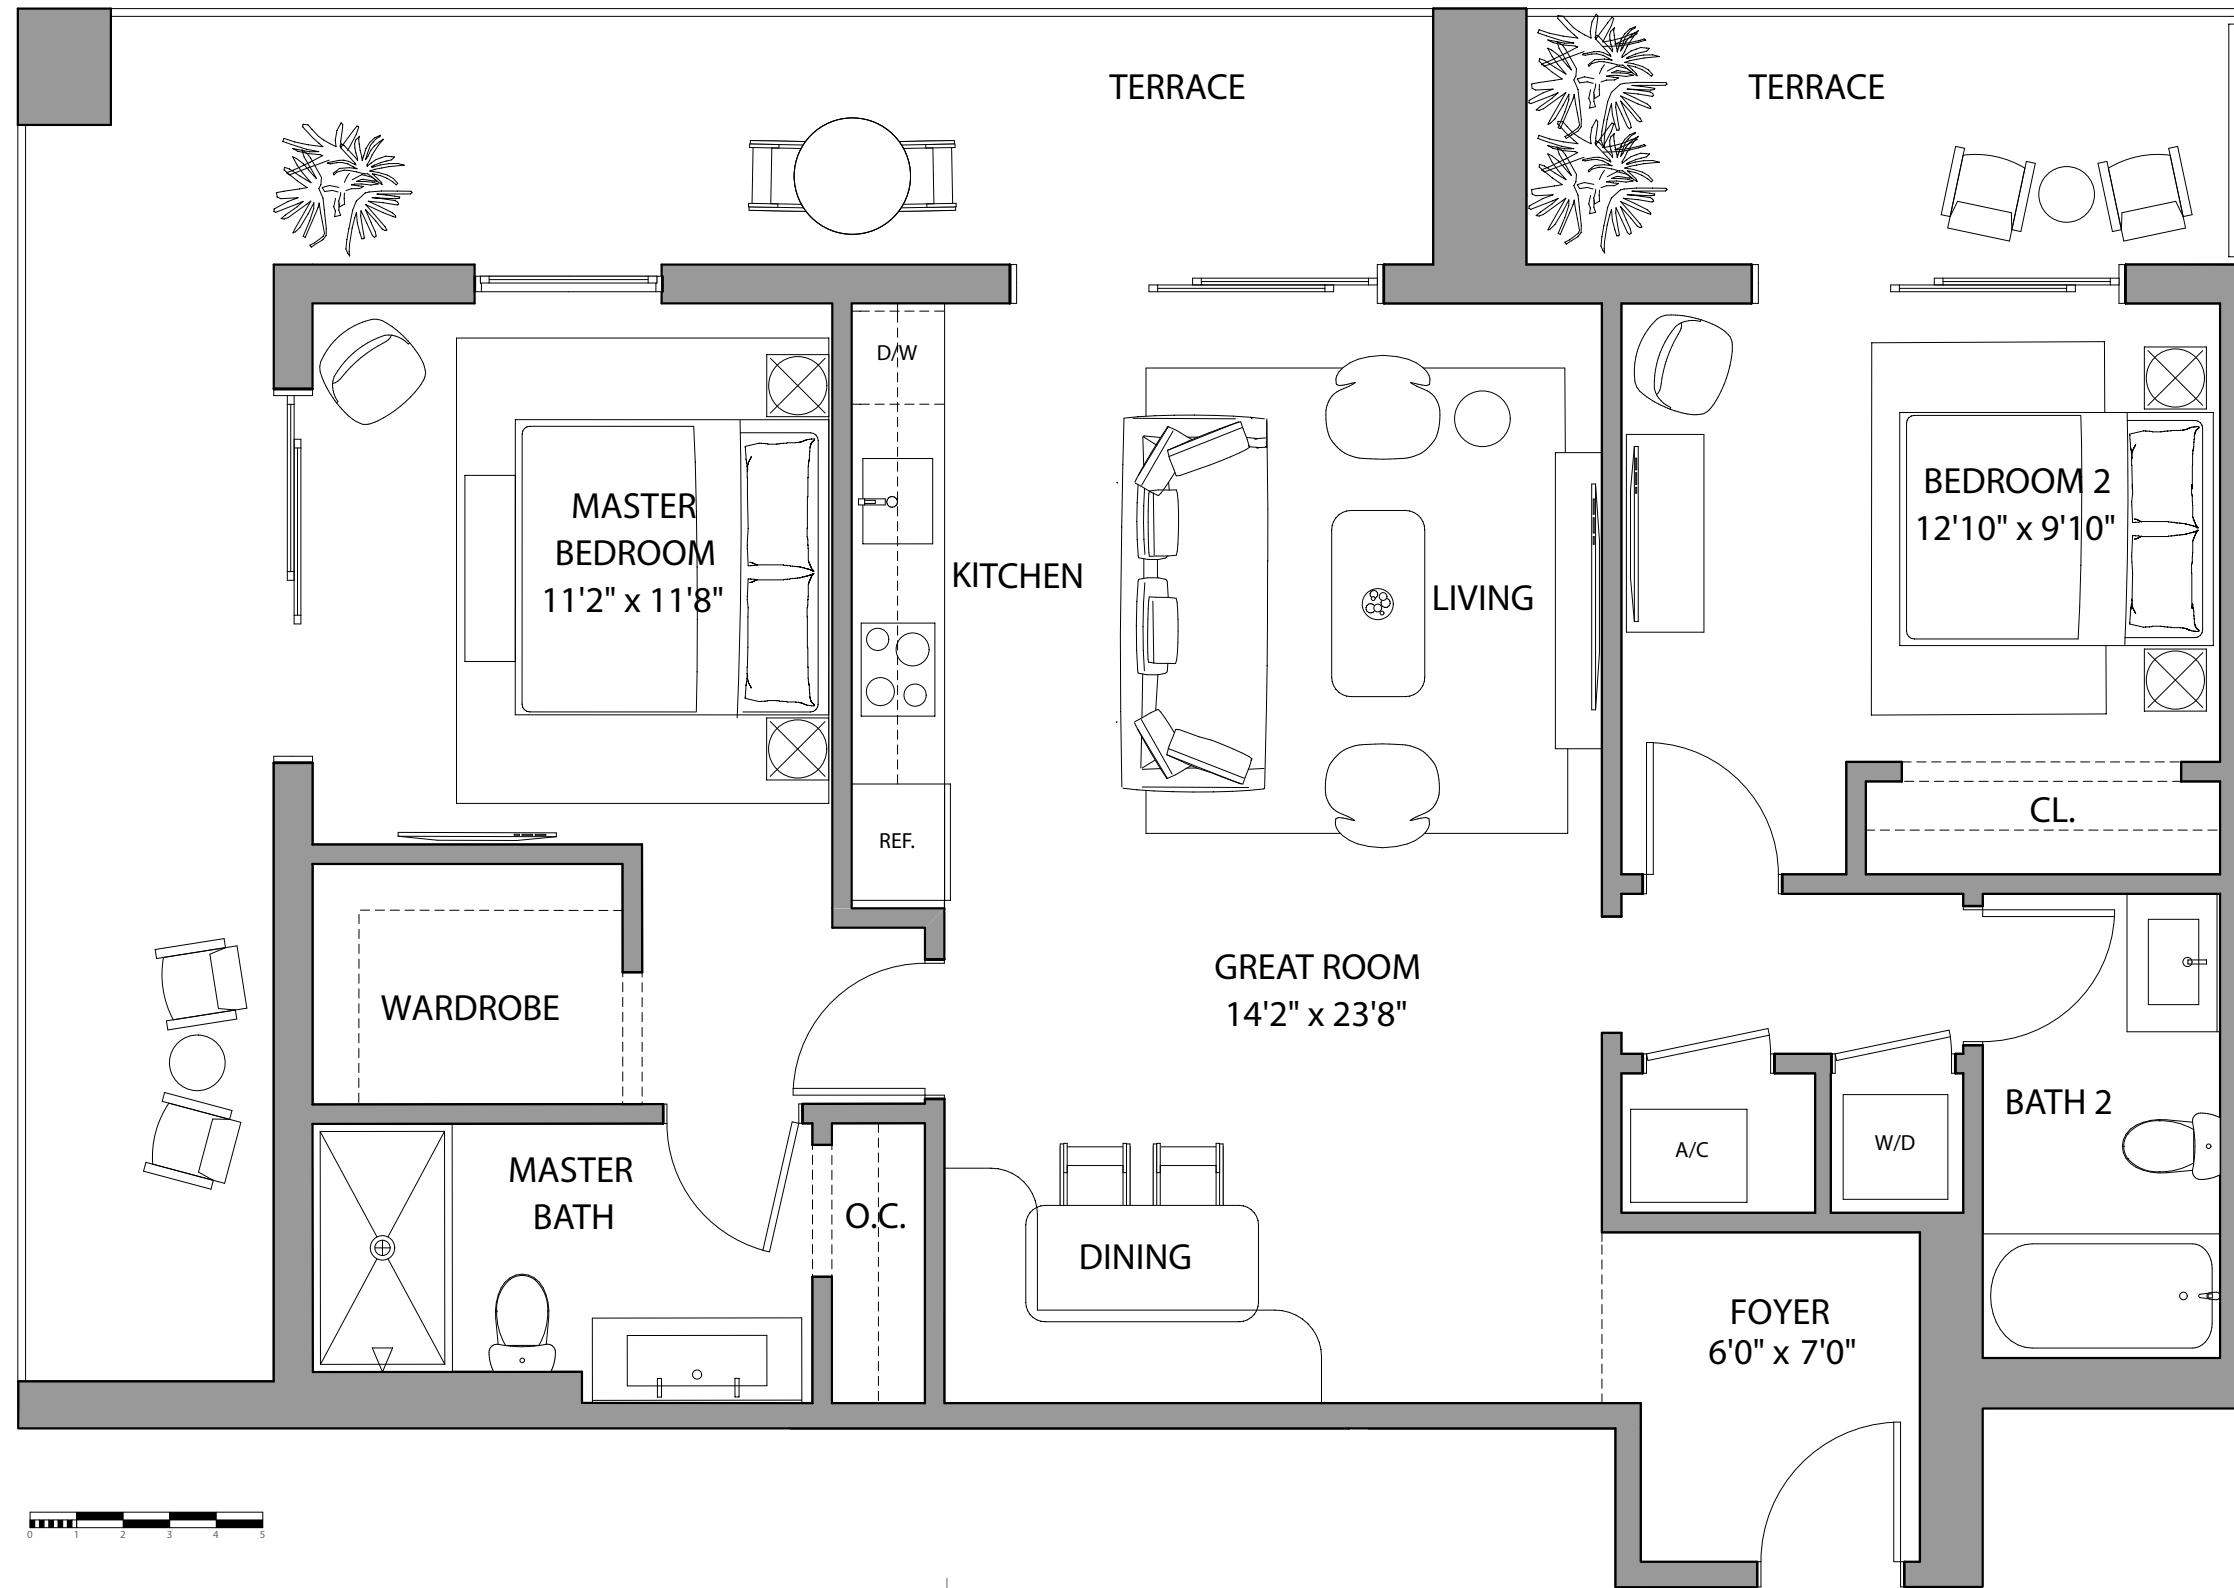 TERRACE
TERRACE
D/W
MASTER
BEDROOM
11'2" x 11'8"
KITCHEN
LIVING
BEDROOM 2
12'10" x 9'10"
REF.
CL.
WARDROBE
GREAT ROOM
14'2" x 23'8"
MASTER
BATH
O.C.
DINING
A/C
W/D
BATH 2
FOYER
6'0" x 7'0"
0 1 2 3 4 5